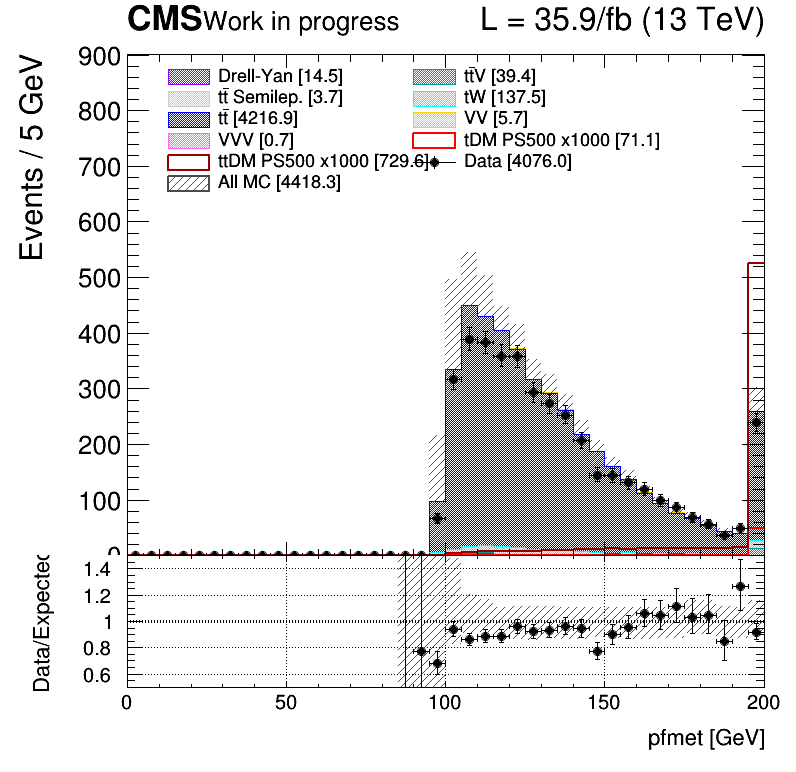 CMS Work in progress L = 35.9/fb (13 TeV)
Events / 5 GeV
900
800
700
600
500
400
300
200
100
0
Drell-Yan [14.5] tt̄V [39.4]
tt̄ Semilep. [3.7] tW [137.5]
tt̄ [4216.9] VV [5.7]
VVV [0.7] tDM PS500 x1000 [71.1]
ttDM PS500 x1000 [729.6] Data [4076.0]
All MC [4418.3]
Data/Expected
1.4
1.2
1
0.8
0.6
0 50 100 150 200
pfmet [GeV]